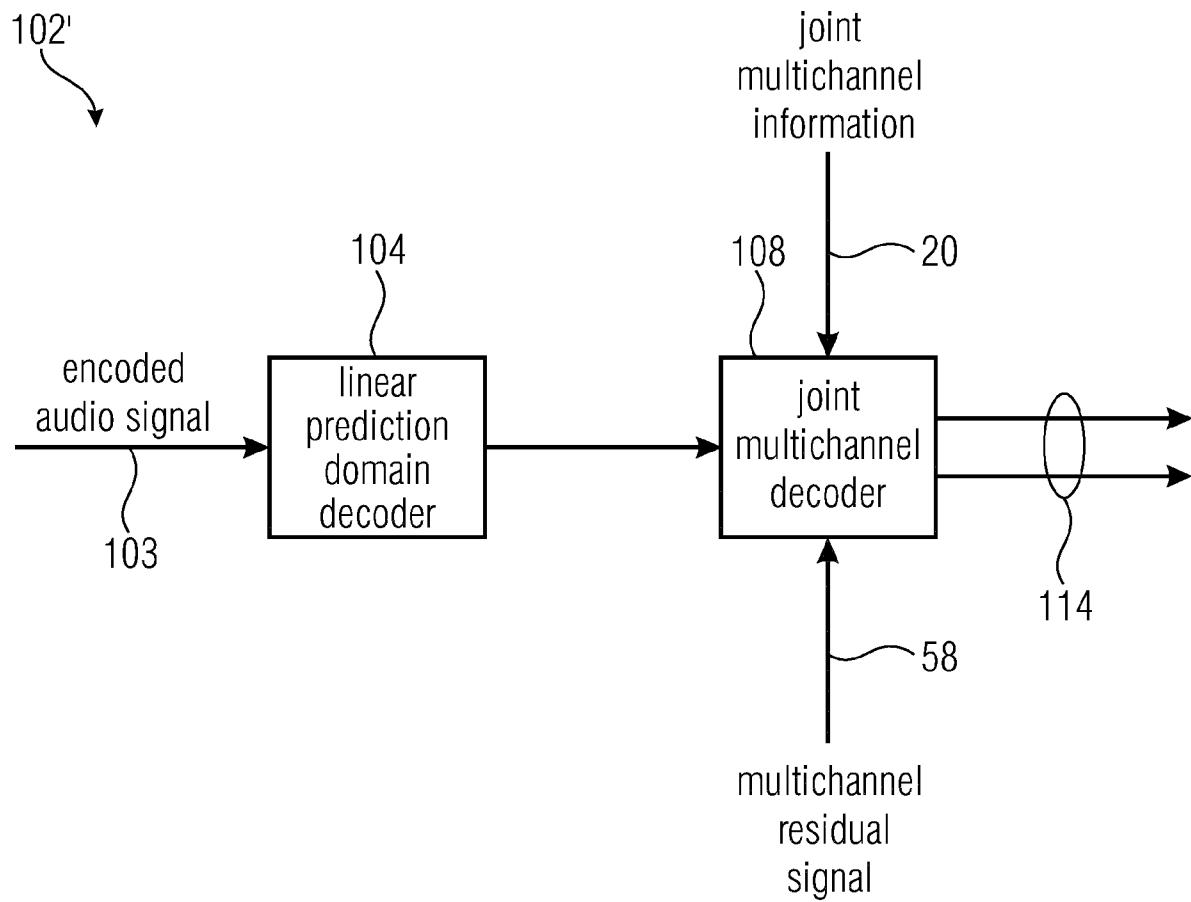 102'
joint
multichannel
information
104
108
20
encoded
audio signal
103
linear
prediction
domain
decoder
joint
multichannel
decoder
114
58
multichannel
residual
signal